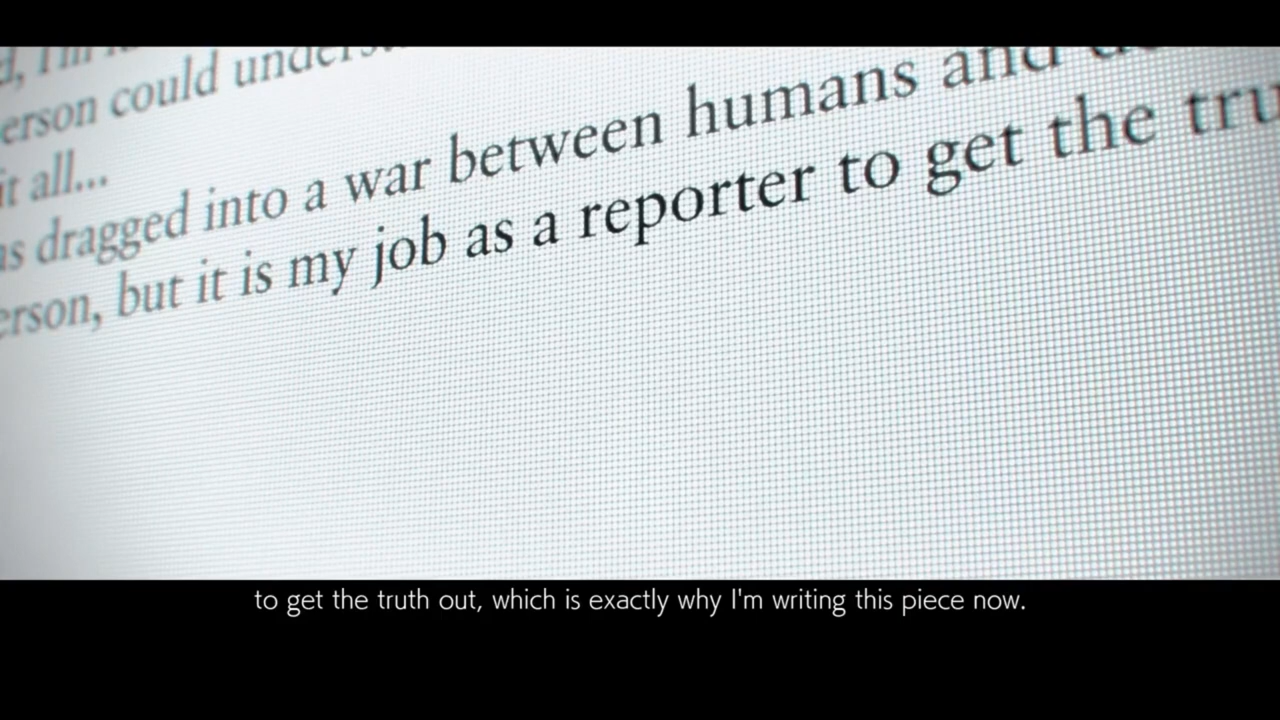 erson could
it all...
as dragged into a war between humans and
erson, but it is my job as a reporter to get the tru
to get the truth out, which is exactly why I'm writing this piece now.